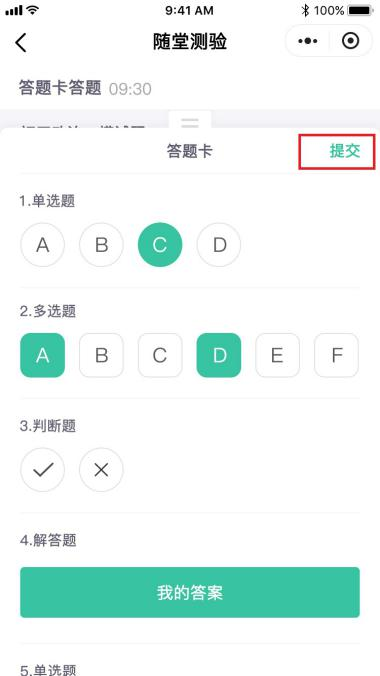 9:41 AM
100%
随堂测验
答题卡答题 09:30
答题卡
提交
1.单选题
A B C D
2.多选题
A B C D E F
3.判断题
4.解答题
我的答案
5.单选题